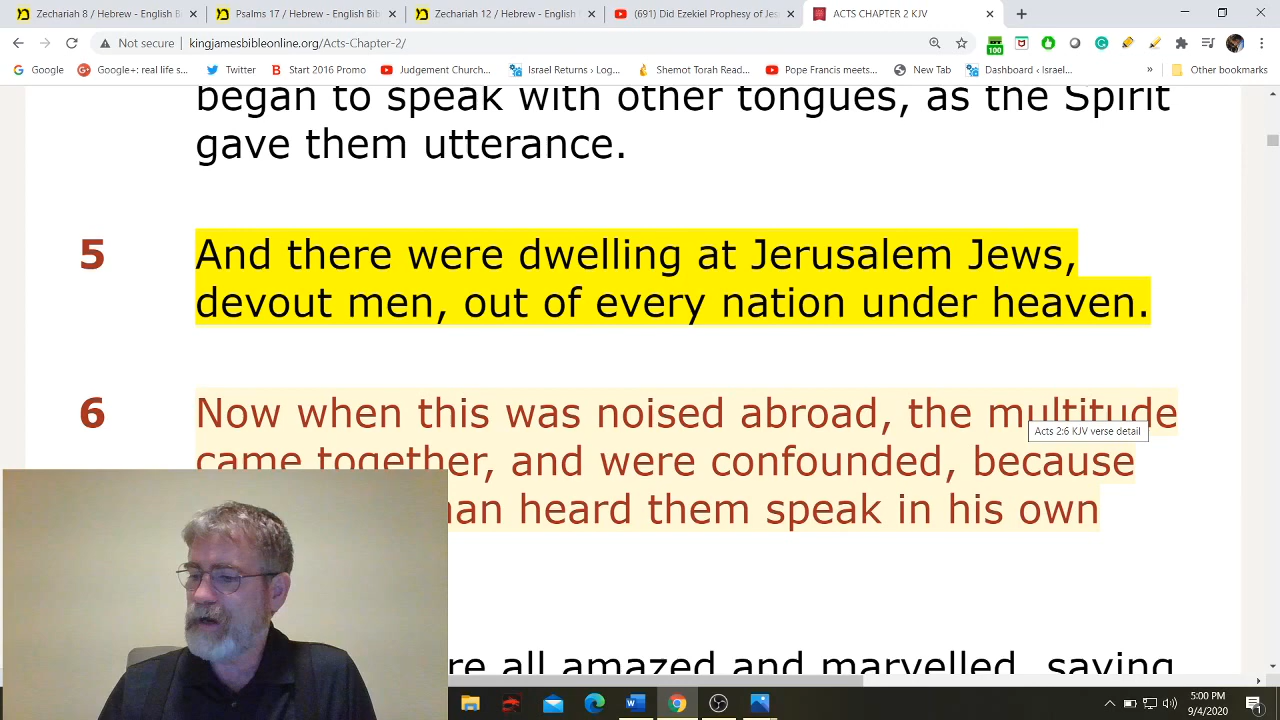 Zechariah 8 / Hebrew - English B
Psalms 17 / Hebrew - English Bib
Zechariah 12 / Hebrew - English
(691) Did Ezekiel Prophesy of Jes
ACTS CHAPTER 2 KJV
Not secure | kingjamesbibleonline.org/Acts-Chapter-2/
100
Google
Google+: real life s...
Twitter
Start 2016 Promo
Judgement Church...
Israel Returns › Log...
Shemot Torah Read...
Pope Francis meets...
New Tab
Dashboard ‹ Israel...
»
Other bookmarks
began to speak with other tongues, as the Spirit
gave them utterance.
5 And there were dwelling at Jerusalem Jews,
devout men, out of every nation under heaven.
6 Now when this was noised abroad, the multitude
Acts 2:6 KJV verse detail
came together, and were confounded, because
man heard them speak in his own
all amazed and marvelled, saying
5:00 PM
9/4/2020